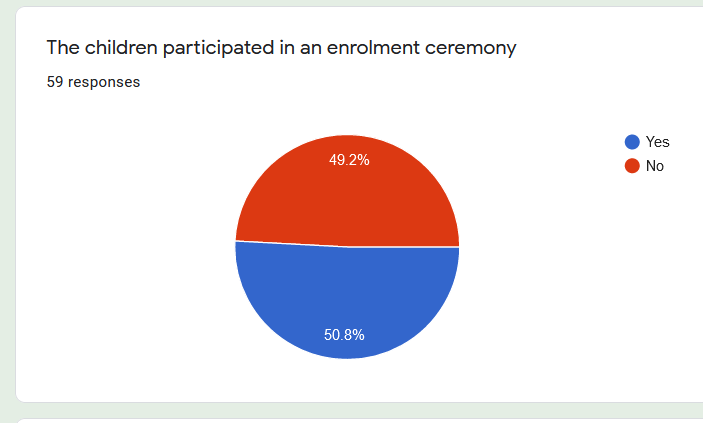 The children participated in an enrolment ceremony
59 responses
49.2%
50.8%
Yes
No